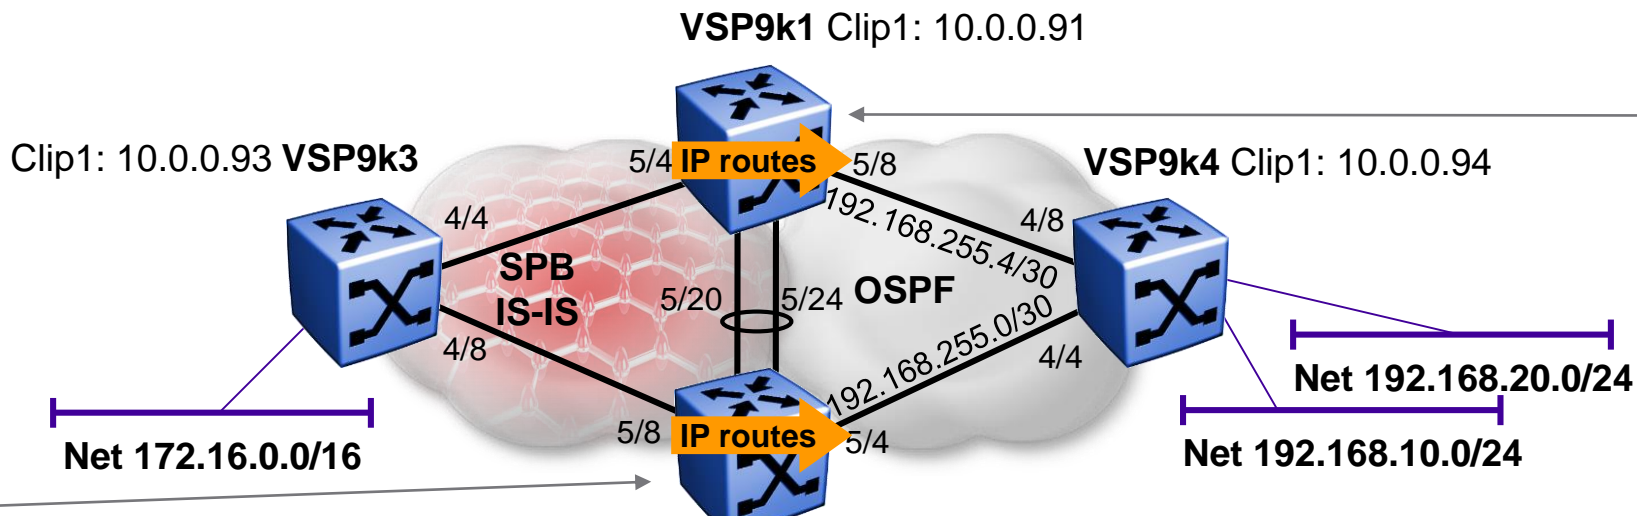 VSP9k1 Clip1: 10.0.0.91
Clip1: 10.0.0.93 VSP9k3
5/4
IP routes
5/8
VSP9k4 Clip1: 10.0.0.94
4/4
192.168.255.4/30
4/8
SPB
IS-IS
5/20
5/24
OSPF
4/8
192.168.255.0/30
4/4
Net 192.168.20.0/24
5/8
IP routes
5/4
Net 172.16.0.0/16
Net 192.168.10.0/24